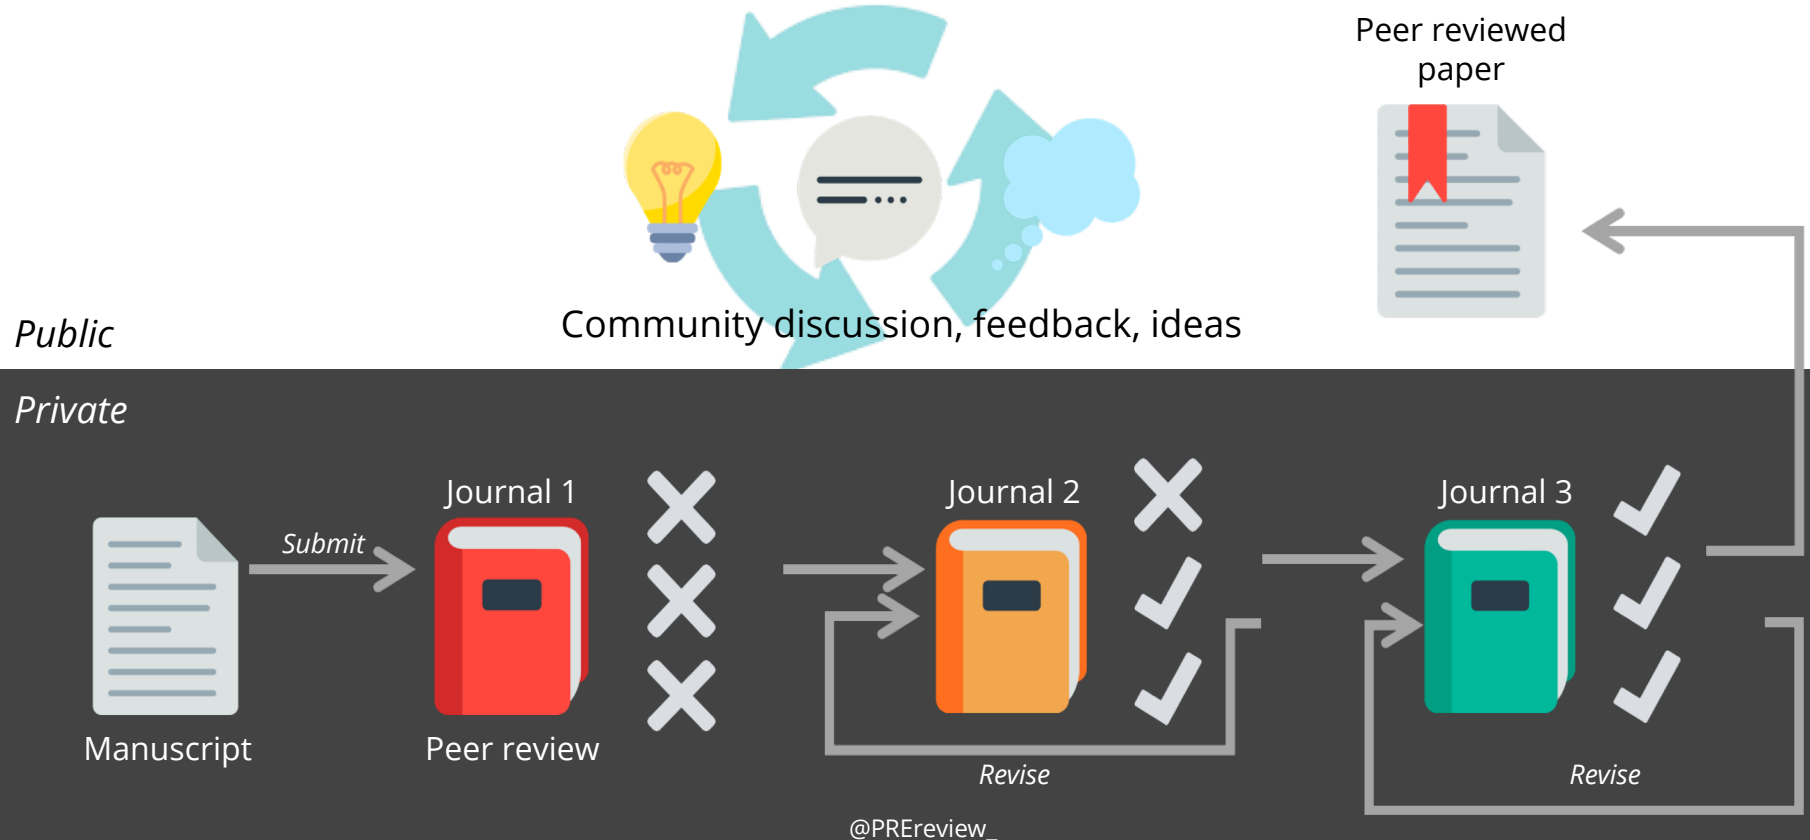 Peer reviewed
paper
Community discussion, feedback, ideas
Public
Private
Submit
Journal 1
Journal 2
Journal 3
Manuscript
Peer review
Revise
Revise
@PREreview_